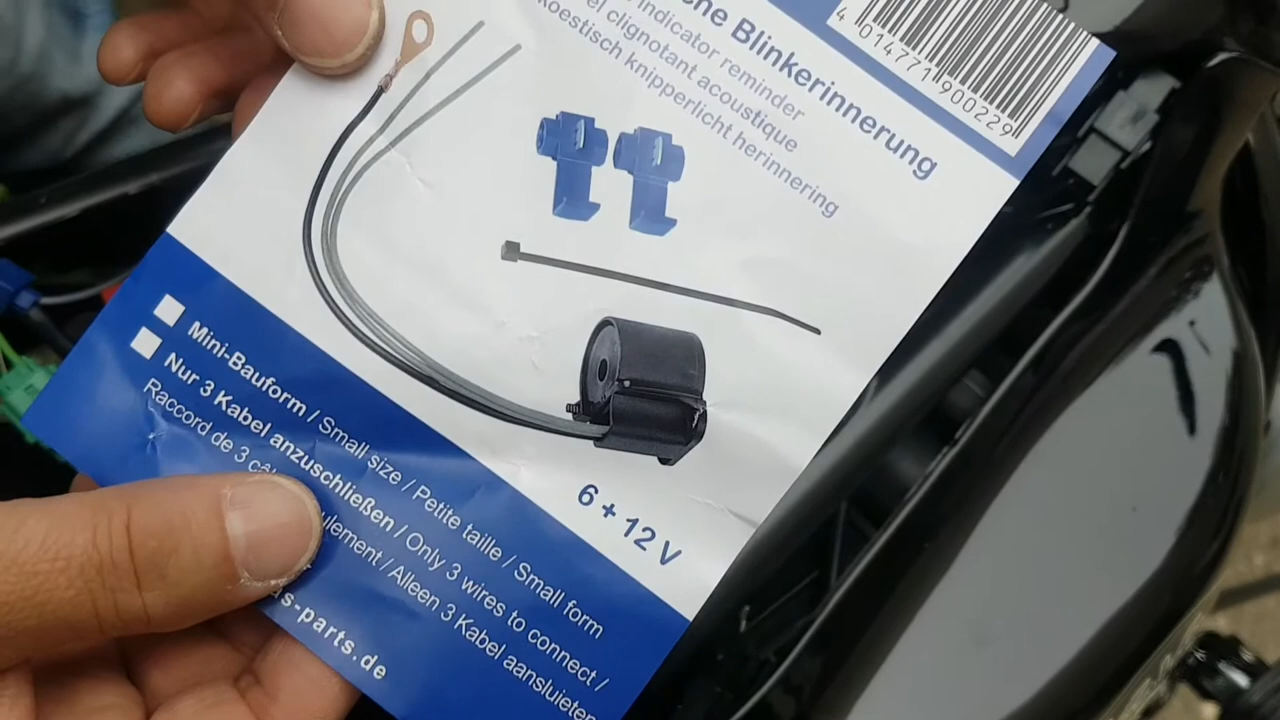 Blinkerinnerung
indicator reminder
clignotant acoustique
koestisch knipperlicht herinnering
4 014771 900229
6 + 12 V
Mini-Bauform / Small size / Petite taille / Small form
Nur 3 Kabel anzuschließen / Only 3 wires to connect /
Raccord de 3 / Alleen 3 Kabel aansluieten
s-parts.de